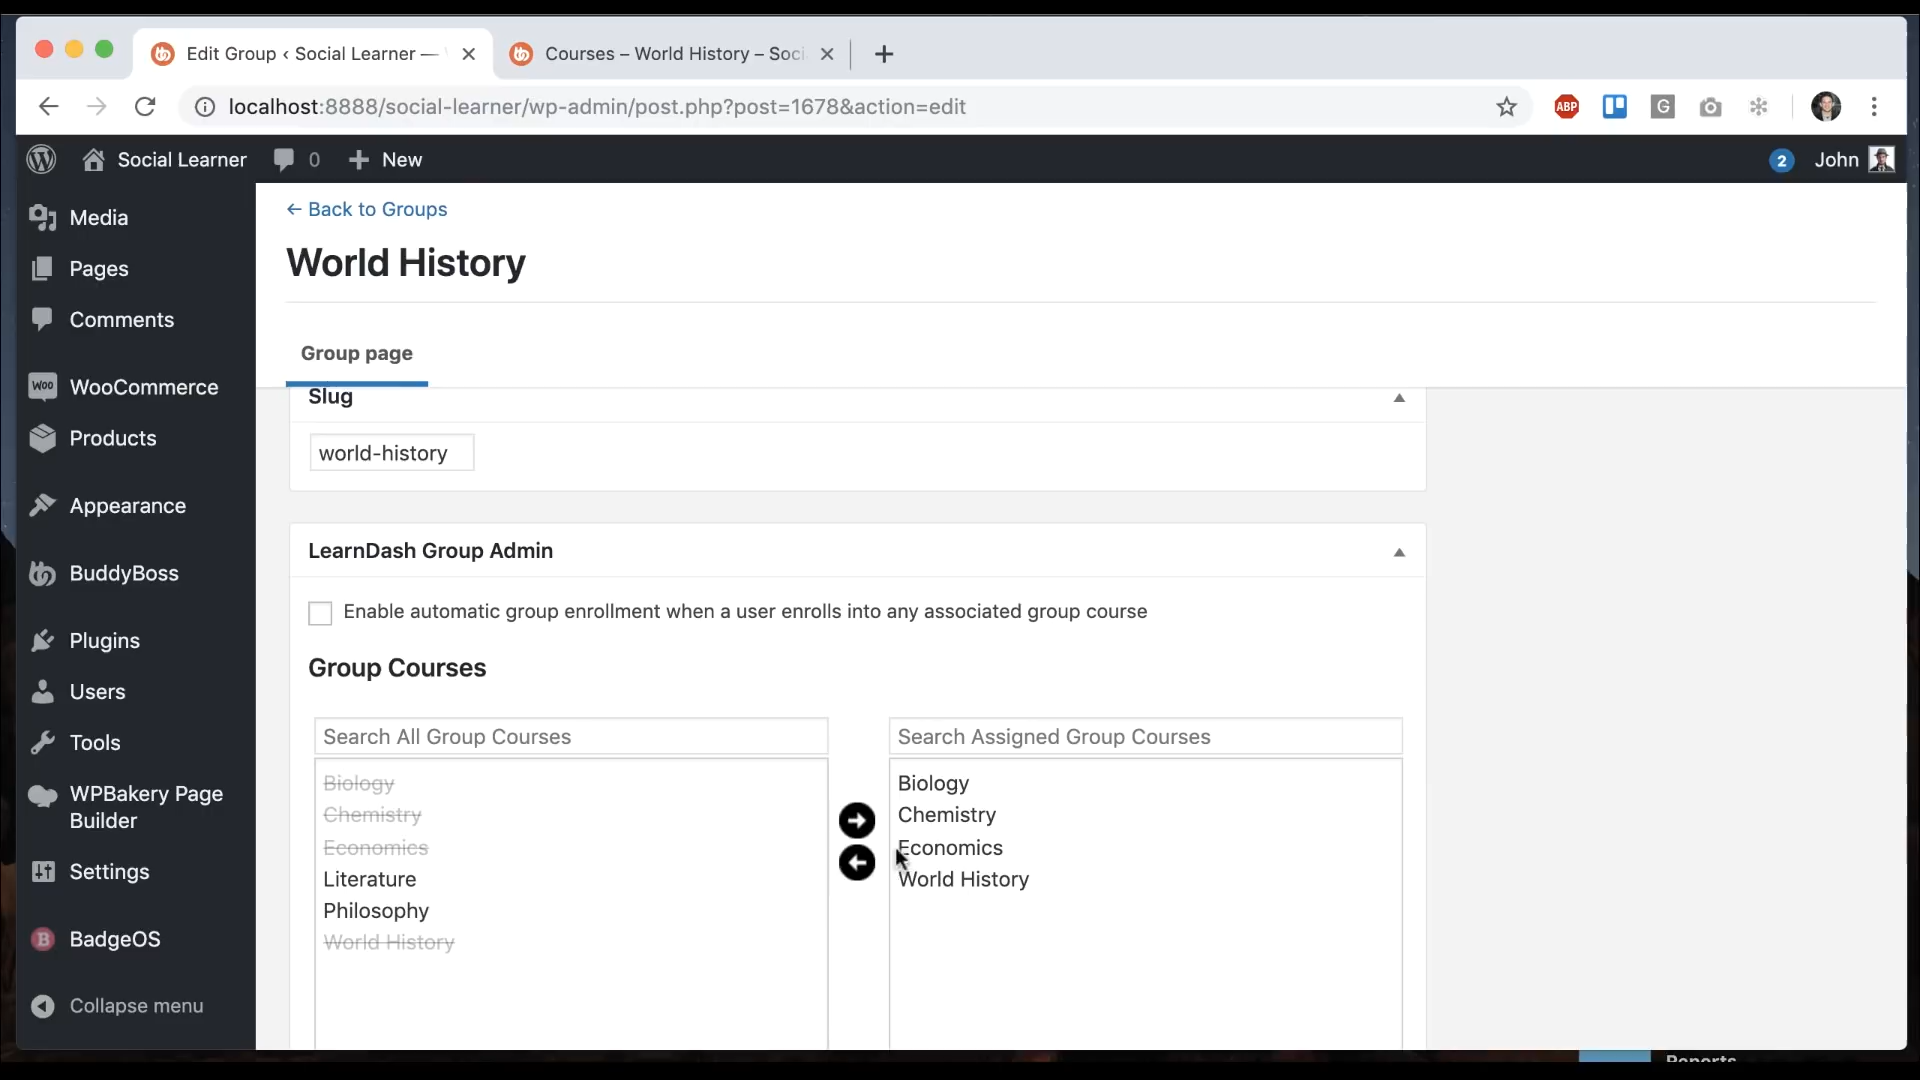 Edit Group ‹ Social Learner —
Courses – World History – Soci
localhost:8888/social-learner/wp-admin/post.php?post=1678&action=edit
ABP
G
Social Learner
0
New
2
John
Media
Pages
Comments
Woo
WooCommerce
Products
Appearance
BuddyBoss
Plugins
Users
Tools
WPBakery Page
Builder
Settings
B
BadgeOS
Collapse menu
← Back to Groups
World History
Group page
Slug
world-history
LearnDash Group Admin
Enable automatic group enrollment when a user enrolls into any associated group course
Group Courses
Search All Group Courses
Biology
Chemistry
Economics
Literature
Philosophy
World History
Search Assigned Group Courses
Biology
Chemistry
Economics
World History
Reports